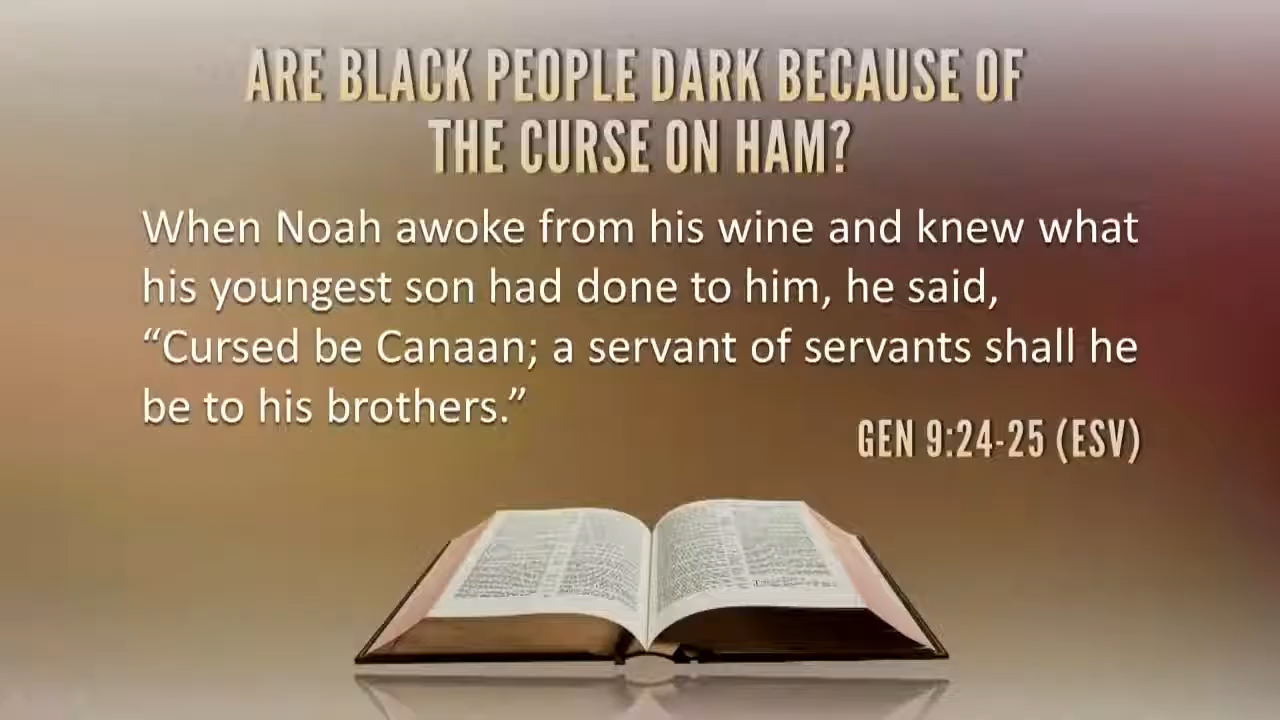 ARE BLACK PEOPLE DARK BECAUSE OF
THE CURSE ON HAM?
When Noah awoke from his wine and knew what
his youngest son had done to him, he said,
“Cursed be Canaan; a servant of servants shall he
be to his brothers.”
GEN 9:24-25 (ESV)